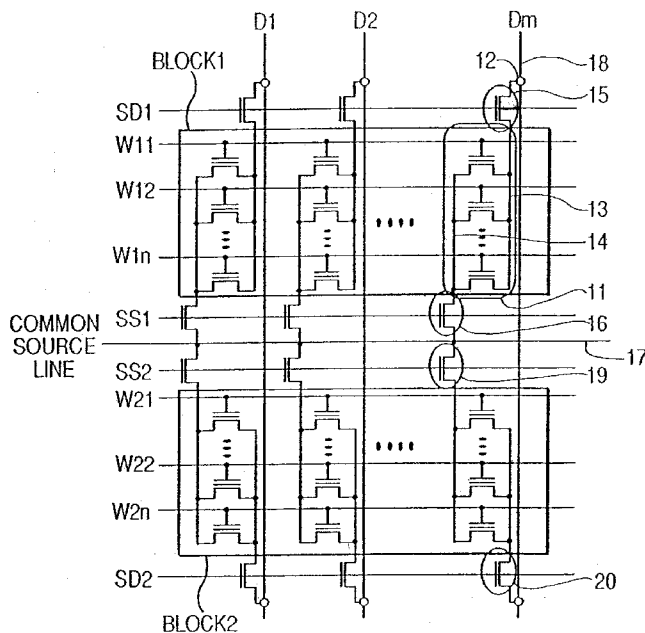 D1 D2 Dm
BLOCK1
12
18
15
SD1
W11
W12
13
14
W1n
11
SS1
16
COMMON
SOURCE
LINE
17
SS2
19
W21
W22
W2n
SD2
20
BLOCK2